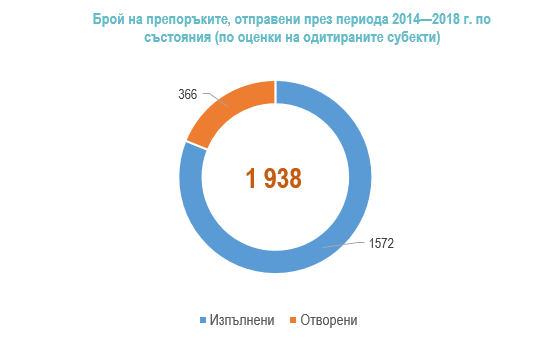 Брой на препоръките, отправени през периода 2014—2018 г. по
състояния (по оценки на одитираните субекти)
366
1 938
1572
Изпълнени
Отворени